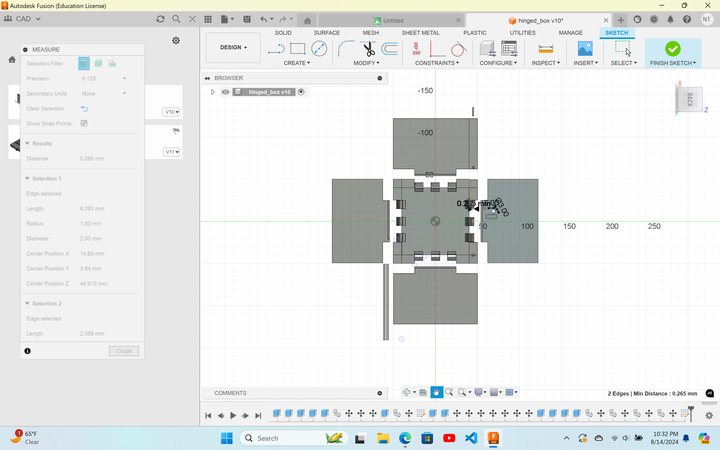 Autodesk Fusion (Education License)
CAD
Untitled
hinged_box v10*
NT
SOLID
SURFACE
MESH
SHEET METAL
PLASTIC
UTILITIES
MANAGE
SKETCH
DESIGN
CREATE
MODIFY
CONSTRAINTS
CONFIGURE
INSPECT
INSERT
SELECT
FINISH SKETCH
BROWSER
hinged_box v10
MEASURE
Selection Filter
Precision 0.123
Secondary Units None
Clear Selection
Show Snap Points
Results
Distance 0.265 mm
Selection 1
Edge selected
Length 6.293 mm
Radius 1.00 mm
Diameter 2.00 mm
Center Position X 14.60 mm
Center Position Y 3.84 mm
Center Position Z 44.912 mm
Selection 2
Edge selected
Length 2.536 mm
Close
V10
V11
-150
-100
-50
50
100
150
200
250
X
BACK
Z
COMMENTS
2 Edges | Min Distance : 0.265 mm
1
65°F
Clear
Search
10:32 PM
8/14/2024